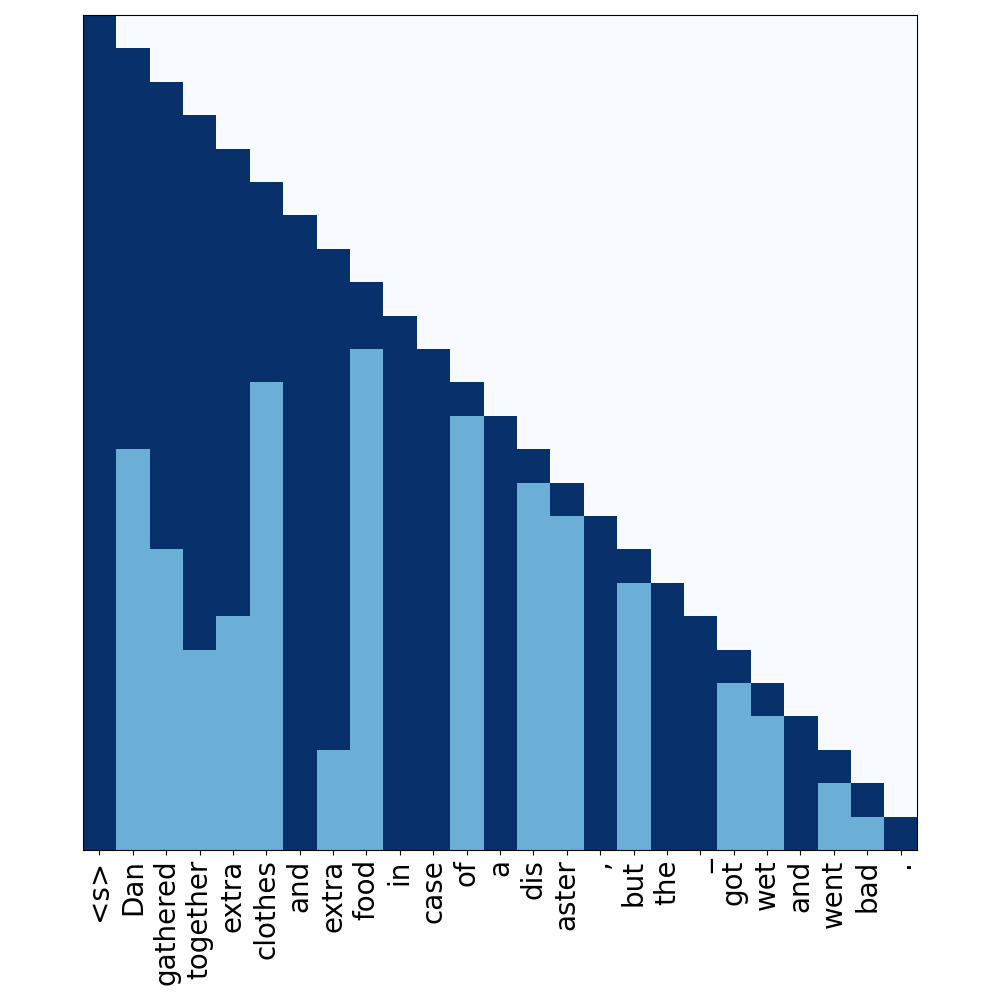 <s> Dan gathered together extra clothes and extra food in case of a dis aster , but the _ got wet and went bad .